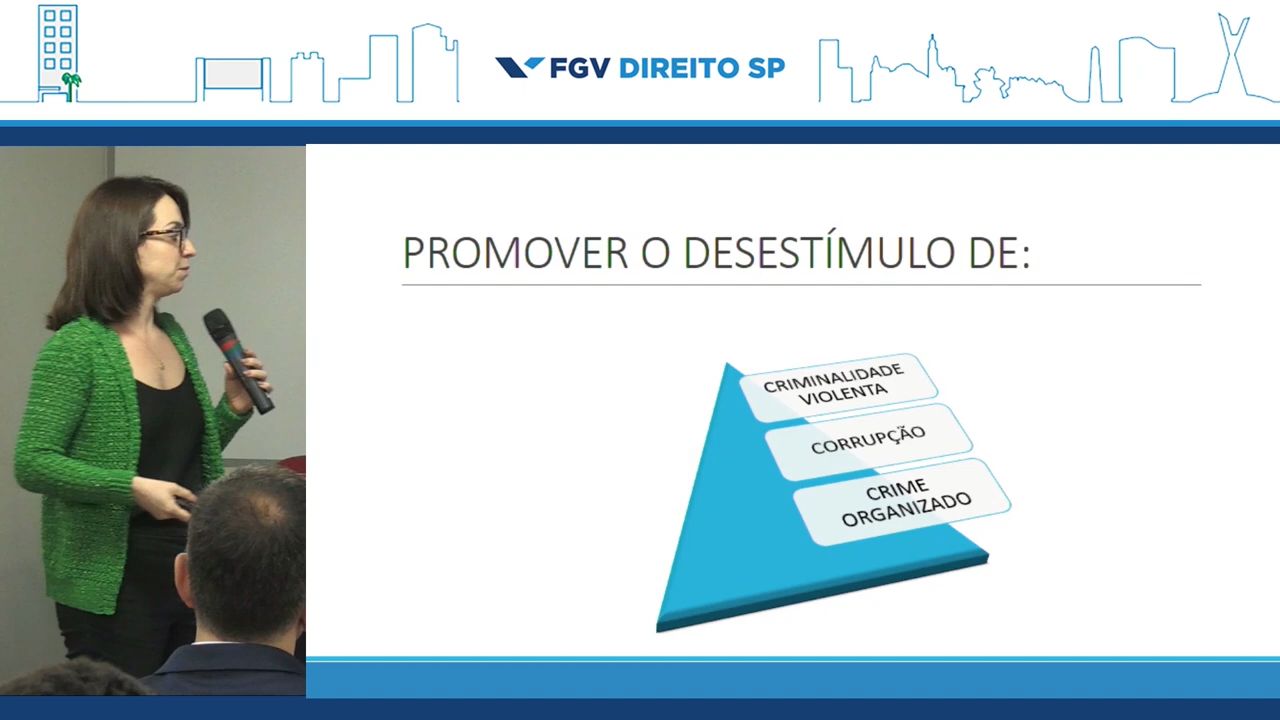 FGV DIREITO SP
PROMOVER O DESESTÍMULO DE:
CRIMINALIDADE
VIOLENTA
CORRUPÇÃO
CRIME
ORGANIZADO